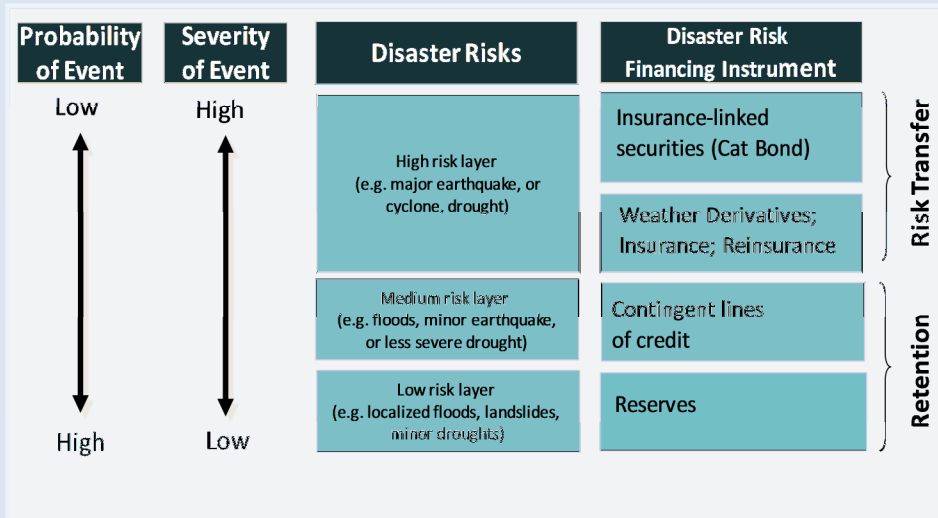 Probability
of Event
Severity
of Event
Disaster Risks
Disaster Risk
Financing Instrument
Low
High
High risk layer
(e.g. major earthquake, or
cyclone, drought)
Insurance-linked
securities (Cat Bond)
Weather Derivatives;
Insurance; Reinsurance
Risk Transfer
Medium risk layer
(e.g. floods, minor earthquake,
or less severe drought)
Contingent lines
of credit
Low risk layer
(e.g. localized floods, landslides,
minor droughts)
Reserves
Retention
High
Low